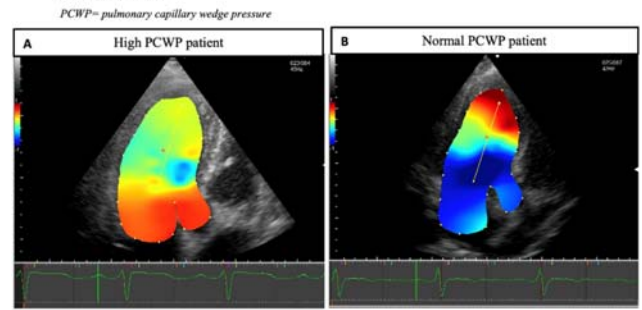 PCWP= pulmonary capillary wedge pressure
A High PCWP patient
B Normal PCWP patient